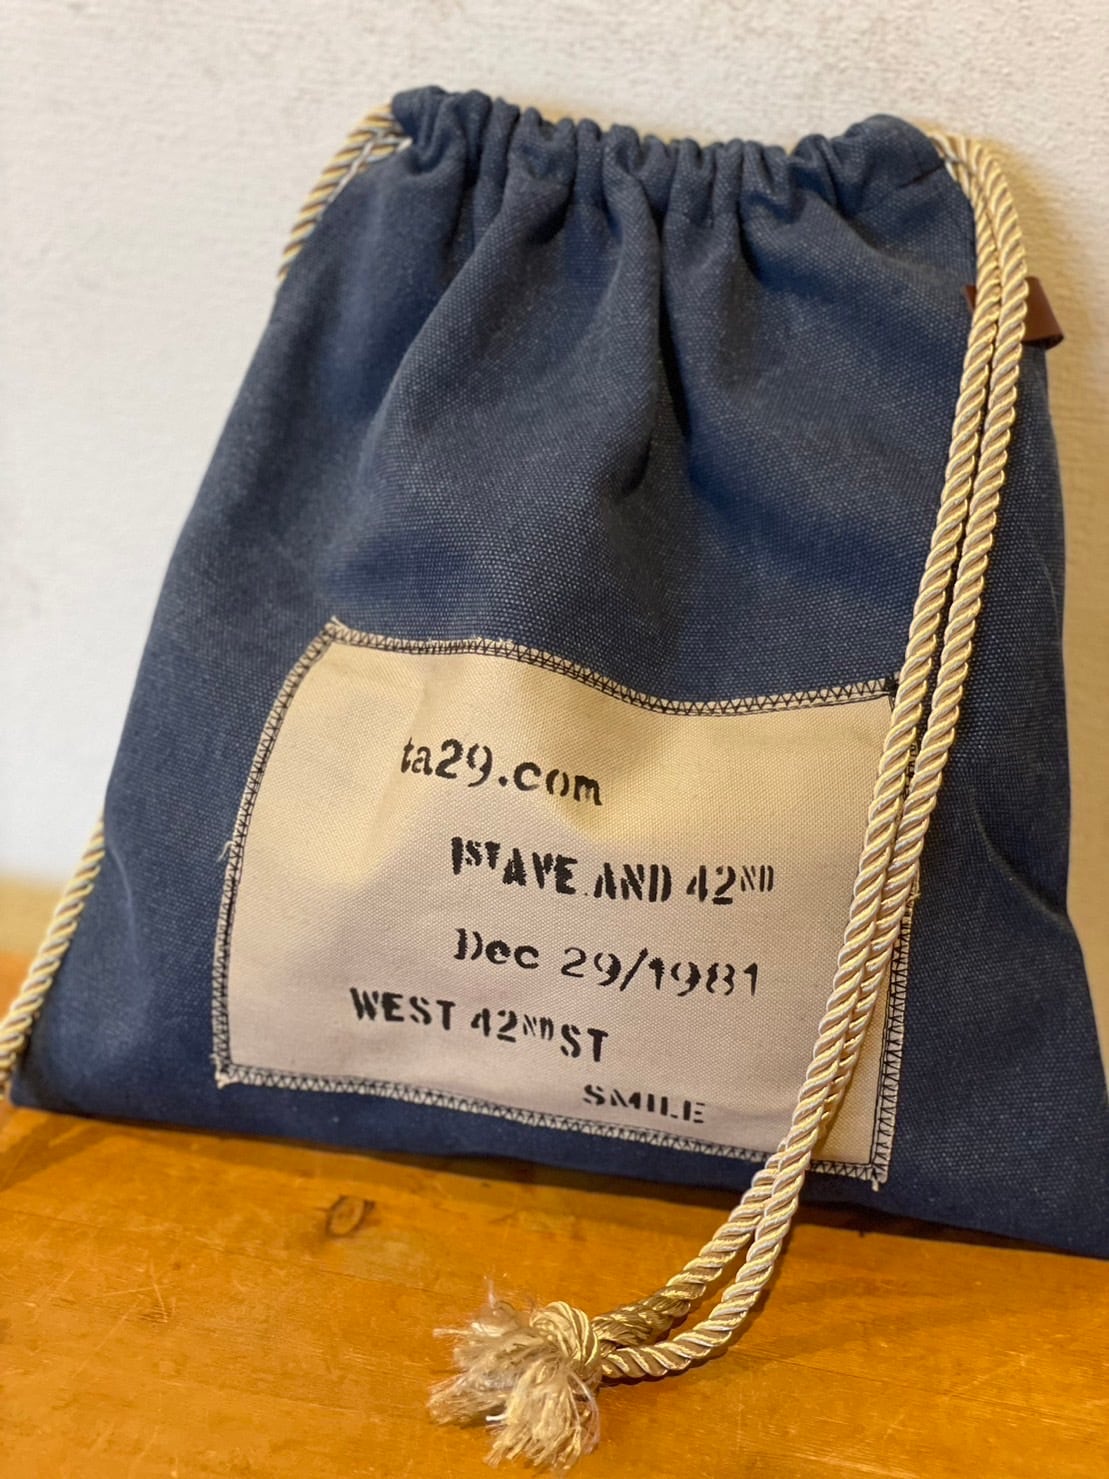 ta29.com
1ST AVE.AND 42ND
Dec 29/1981
WEST 42ND ST
SMILE